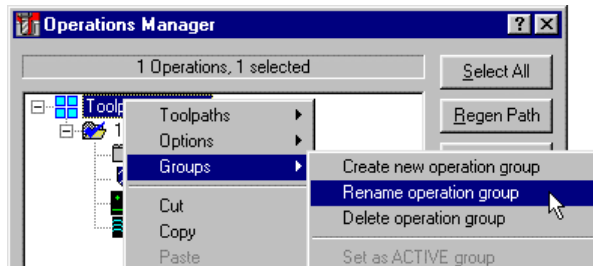 Operations Manager
1 Operations, 1 selected
Select All
Regen Path
1
Toolpaths
Options
Groups
Cut
Copy
Paste
Create new operation group
Rename operation group
Delete operation group
Set as ACTIVE group